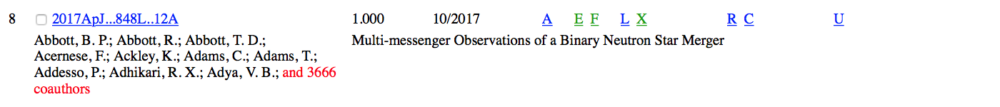 8 2017ApJ...848L..12A 1.000 10/2017 A E F L X R C U
Abbott, B. P.; Abbott, R.; Abbott, T. D.; Multi-messenger Observations of a Binary Neutron Star Merger
Acernese, F.; Ackley, K.; Adams, C.; Adams, T.;
Addesso, P.; Adhikari, R. X.; Adya, V. B.; and 3666
coauthors